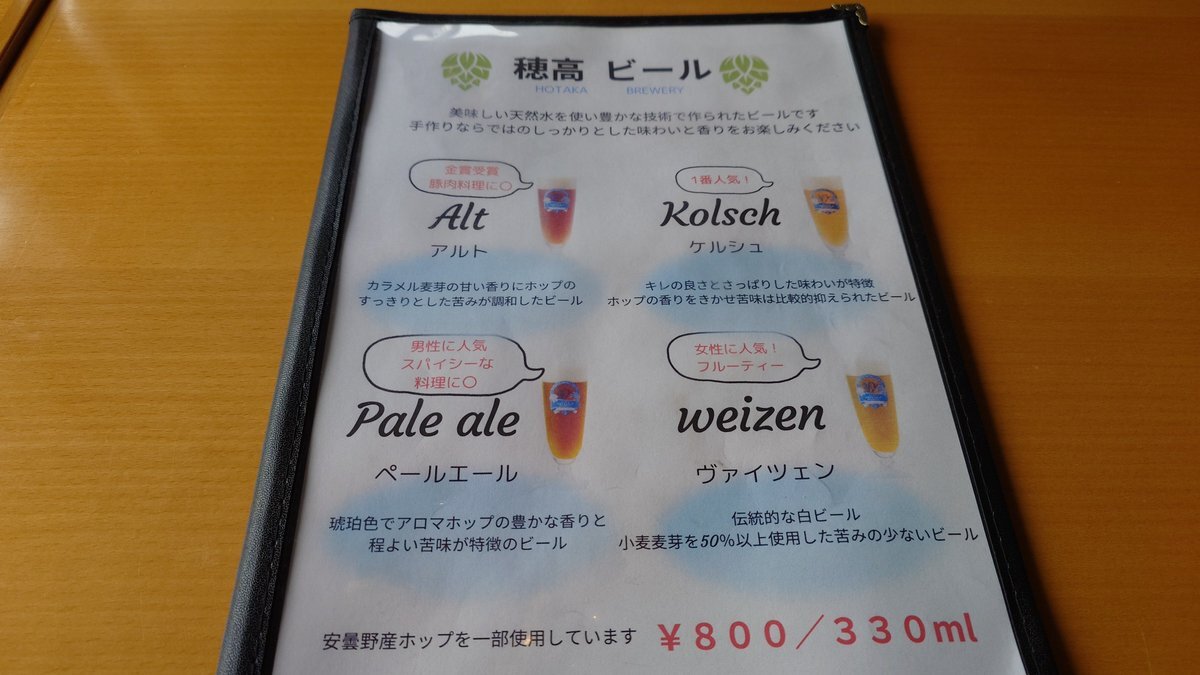 穂高 ビール
HOTAKA BREWERY
美味しい天然水を使い豊かな技術で作られたビールです
手作りならではのしっかりとした味わいと香りをお楽しみください
金賞受賞
豚肉料理に〇
Alt
アルト
カラメル麦芽の甘い香りにホップの
すっきりとした苦みが調和したビール
1番人気！
Kolsch
ケルシュ
キレの良さとさっぱりした味わいが特徴
ホップの香りをきかせ苦味は比較的抑えられたビール
男性に人気
スパイシーな
料理に〇
Pale ale
ペールエール
琥珀色でアロマホップの豊かな香りと
程よい苦味が特徴のビール
女性に人気！
フルーティー
weizen
ヴァイツェン
伝統的な白ビール
小麦麦芽を50％以上使用した苦みの少ないビール
安曇野産ホップを一部使用しています
￥８００／３３０ml